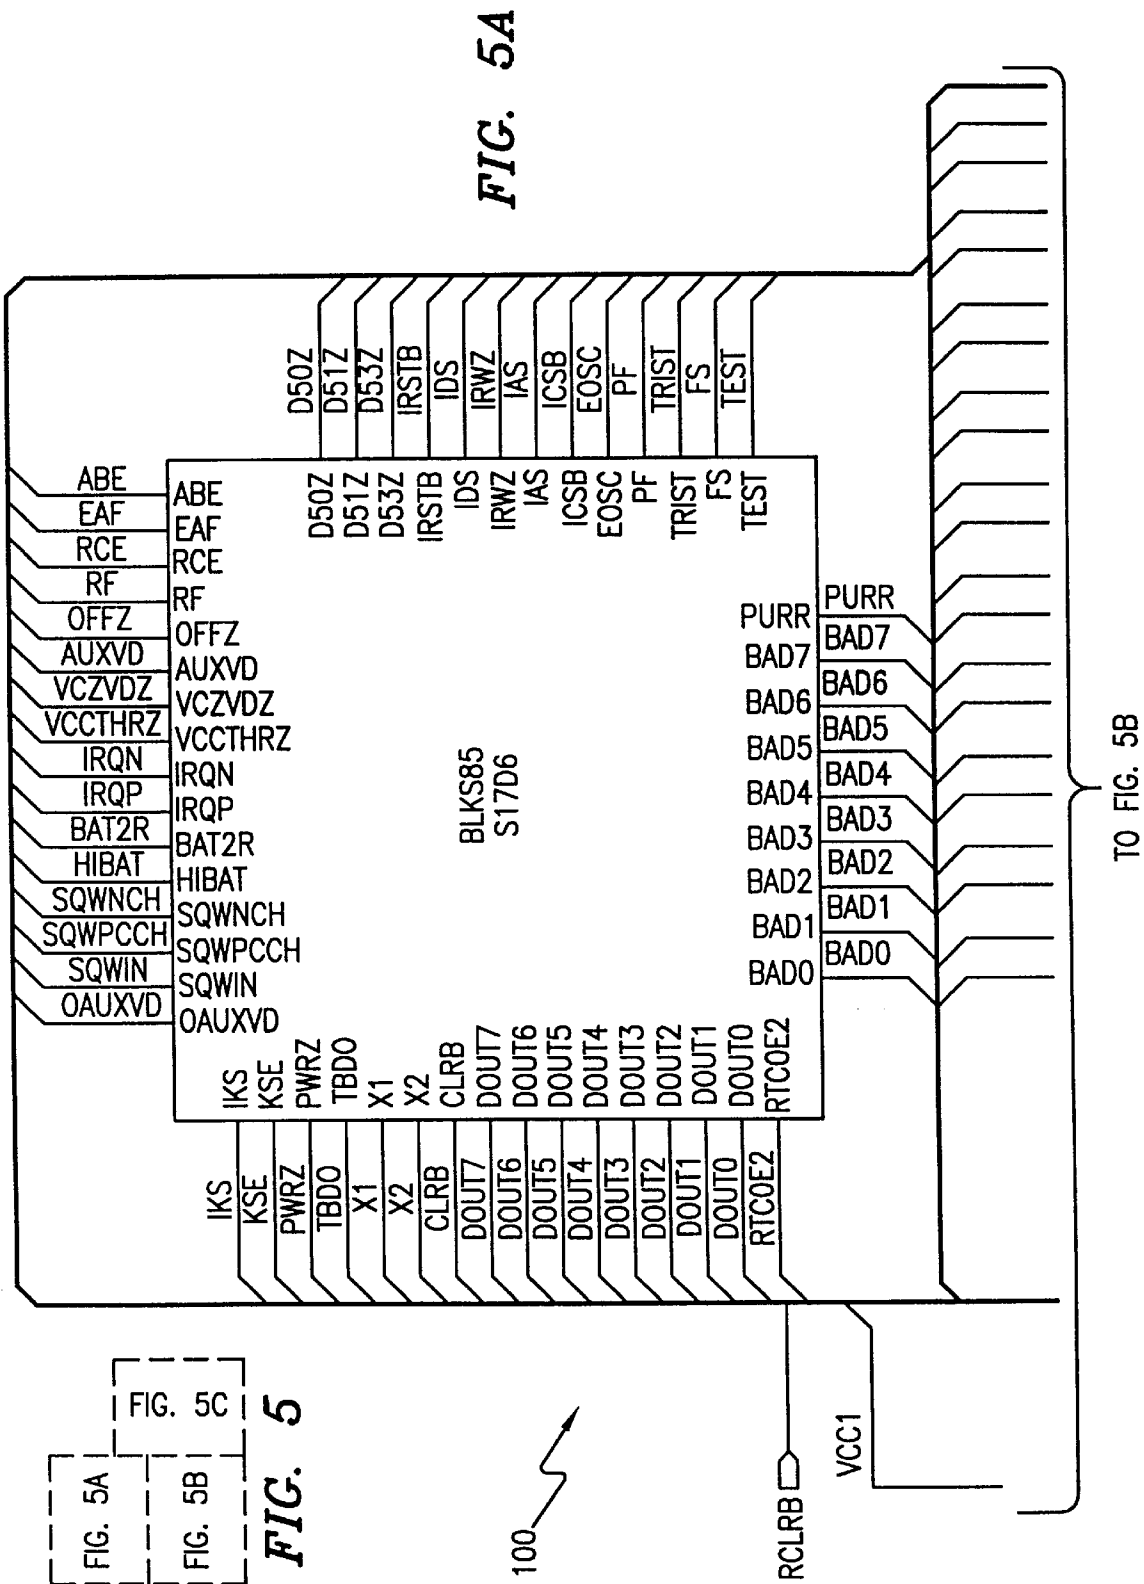 FIG. 5A
ABE
EAF
RCE
RF
OFFZ
AUXVD
VCZVDZ
VCCTHRZ
IRQN
IRQP
BAT2R
HIBAT
SQWNCH
SQWPCCH
SQWIN
OAUXVD
ABE
EAF
RCE
RF
OFFZ
AUXVD
VCZVDZ
VCCTHRZ
IRQN
IRQP
BAT2R
HIBAT
SQWNCH
SQWPCCH
SQWIN
OAUXVD
D50Z
D51Z
D53Z
IRSTB
IDS
IRWZ
IAS
ICSB
EOSC
PF
TRIST
FS
TEST
D50Z
D51Z
D53Z
IRSTB
IDS
IRWZ
IAS
ICSB
EOSC
PF
TRIST
FS
TEST
BLKS85
S17D6
PURR
BAD7
BAD6
BAD5
BAD4
BAD3
BAD2
BAD1
BAD0
PURR
BAD7
BAD6
BAD5
BAD4
BAD3
BAD2
BAD1
BAD0
IKS
KSE
PWRZ
TBDO
X1
X2
CLRB
DOUT7
DOUT6
DOUT5
DOUT4
DOUT3
DOUT2
DOUT1
DOUT0
RTC0E2
IKS
KSE
PWRZ
TBDO
X1
X2
CLRB
DOUT7
DOUT6
DOUT5
DOUT4
DOUT3
DOUT2
DOUT1
DOUT0
RTC0E2
FIG. 5A
FIG. 5B
FIG. 5C
FIG. 5
100
RCLRB
VCC1
TO FIG. 5B